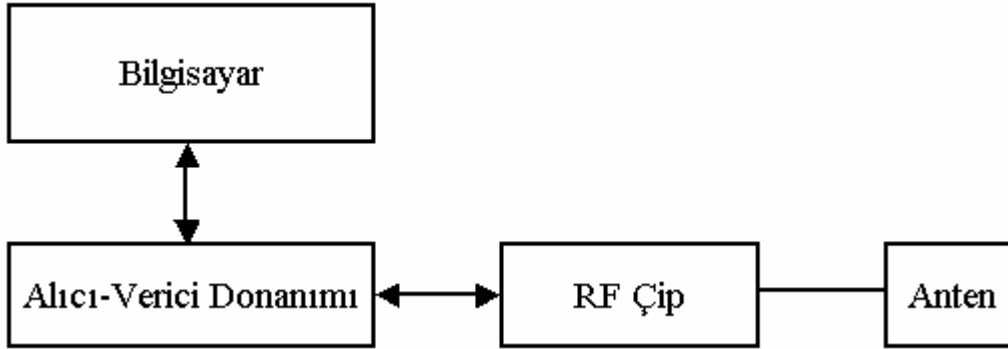 Bilgisayar
Alıcı-Verici Donanımı
RF Çip
Anten